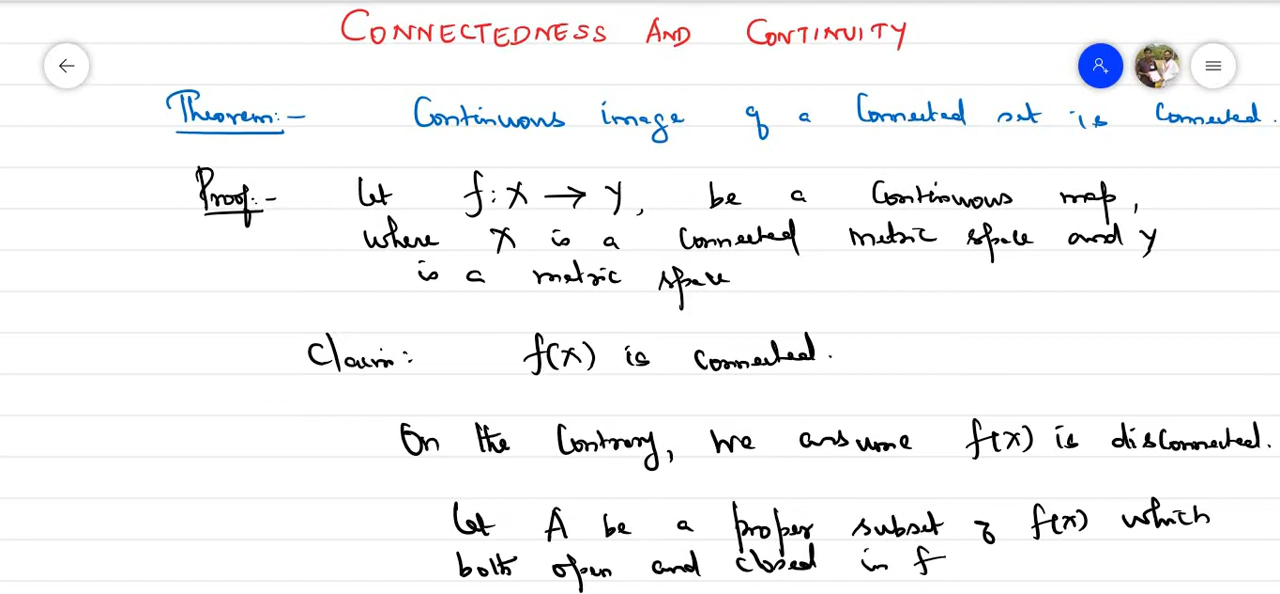 CONNECTEDNESS AND CONTINUITY
Theorem:- Continuous image of a Connected set is Connected.
Proof:- Let f: X → Y, be a Continuous map,
where X is a Connected metric space and Y
is a metric space
Claim: f(X) is Connected.
On the Contrary, we assume f(X) is disConnected.
Let A be a proper subset of f(X) which
both open and closed in f